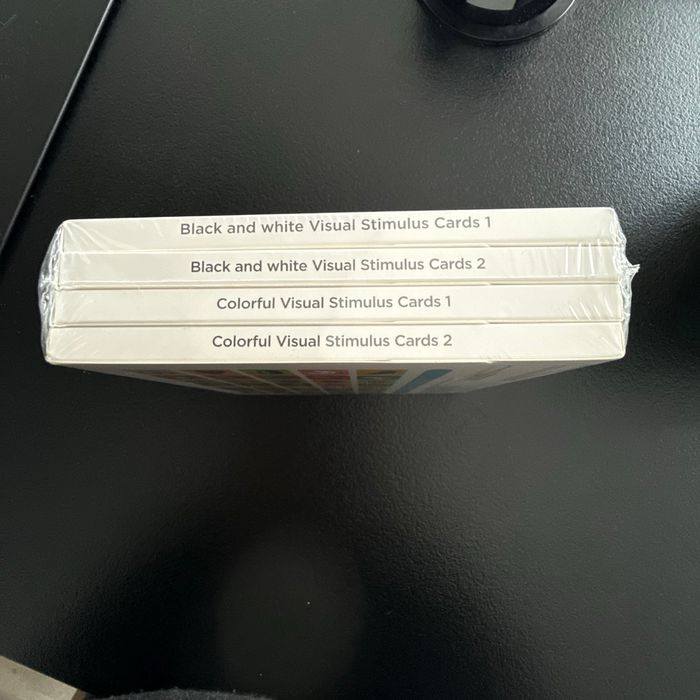 Black and white Visual Stimulus Cards 1
Black and white Visual Stimulus Cards 2
Colorful Visual Stimulus Cards 1
Colorful Visual Stimulus Cards 2